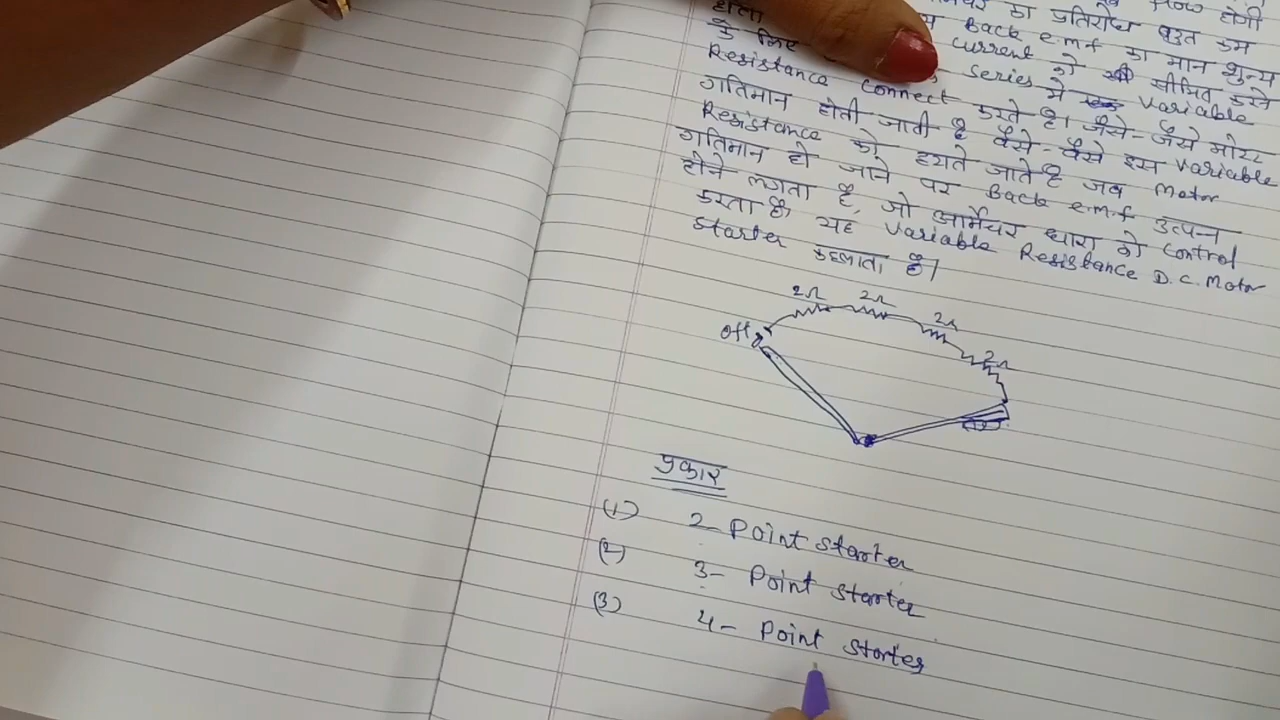 flow होगी
का प्रतिरोध बहुत कम
होता Back e.m.f का मान शून्य
के लिए current को सीमित करते
Resistance series में variable
connect करते है। जैसे-जैसे मोटर
गतिमान होती जाती है वैसे-वैसे इस variable
Resistance को हटाते जाते है जब motor
गतिमान हो जाने पर Back e.m.f उत्पन्न
होने लगता है, जो आर्मेचर धारा को control
करता है, यह variable Resistance D.C. motor
starter कहलाता है।
2Ω 2Ω 2Ω 2Ω
off
प्रकार
(1) 2- Point starter
(2) 3- Point starter
(3) 4- Point starter